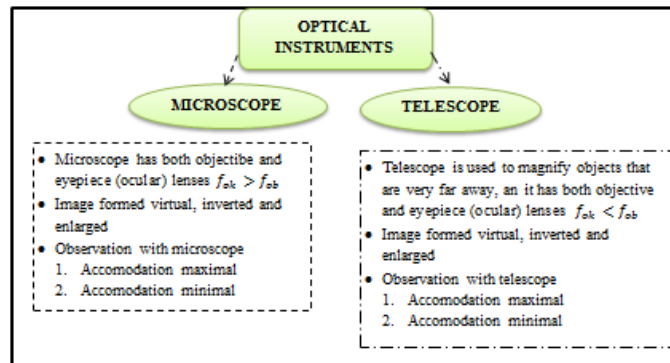 OPTICAL
INSTRUMENTS
MICROSCOPE
TELESCOPE
• Microscope has both objectibe and
eyepiece (ocular) lenses f_ok > f_ob
• Image formed virtual, inverted and
enlarged
• Observation with microscope
1. Accomodation maximal
2. Accomodation minimal
• Telescope is used to magnify objects that
are very far away, an it has both objective
and eyepiece (ocular) lenses f_ok < f_ob
• Image formed virtual, inverted and
enlarged
• Observation with telescope
1. Accomodation maximal
2. Accomodation minimal